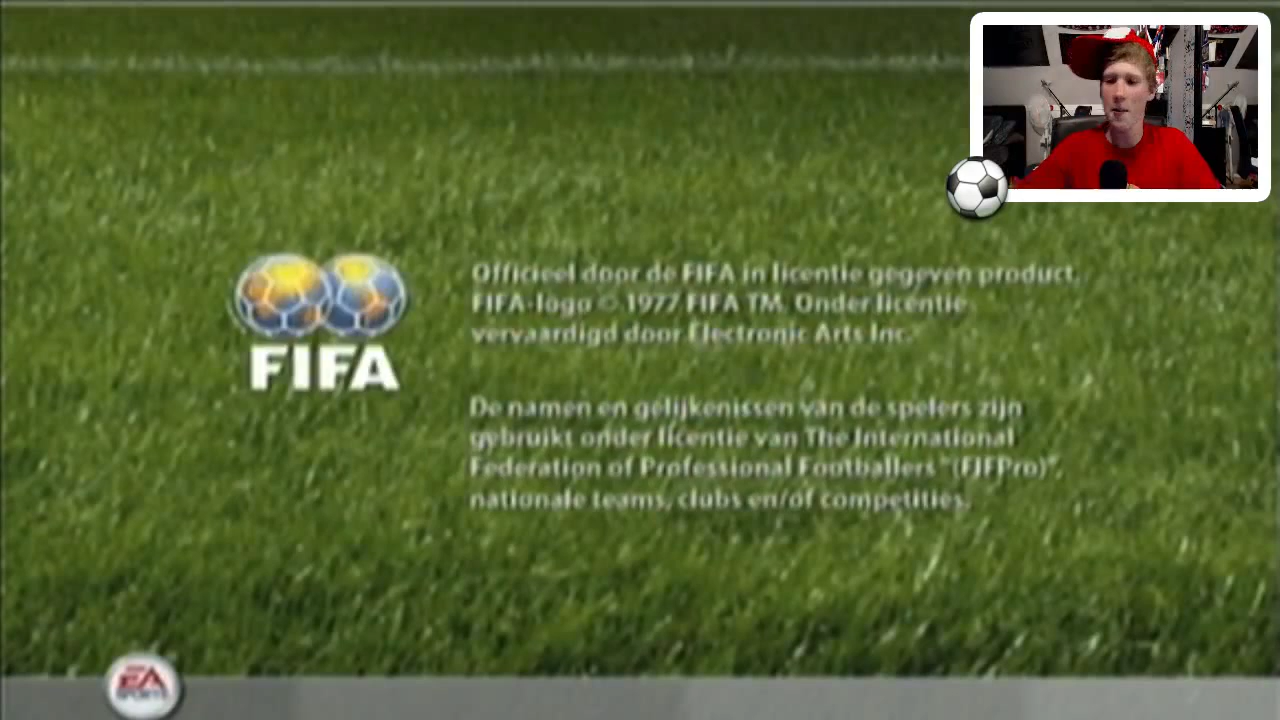 FIFA
Officieel door de FIFA in licentie gegeven product.
FIFA-logo © 1977 FIFA TM. Onder licentie
vervaardigd door Electronic Arts Inc.
De namen en gelijkenissen van de spelers zijn
gebruikt onder licentie van The International
Federation of Professional Footballers "(FIFPro)",
nationale teams, clubs en/of competities.
EA
SPORTS